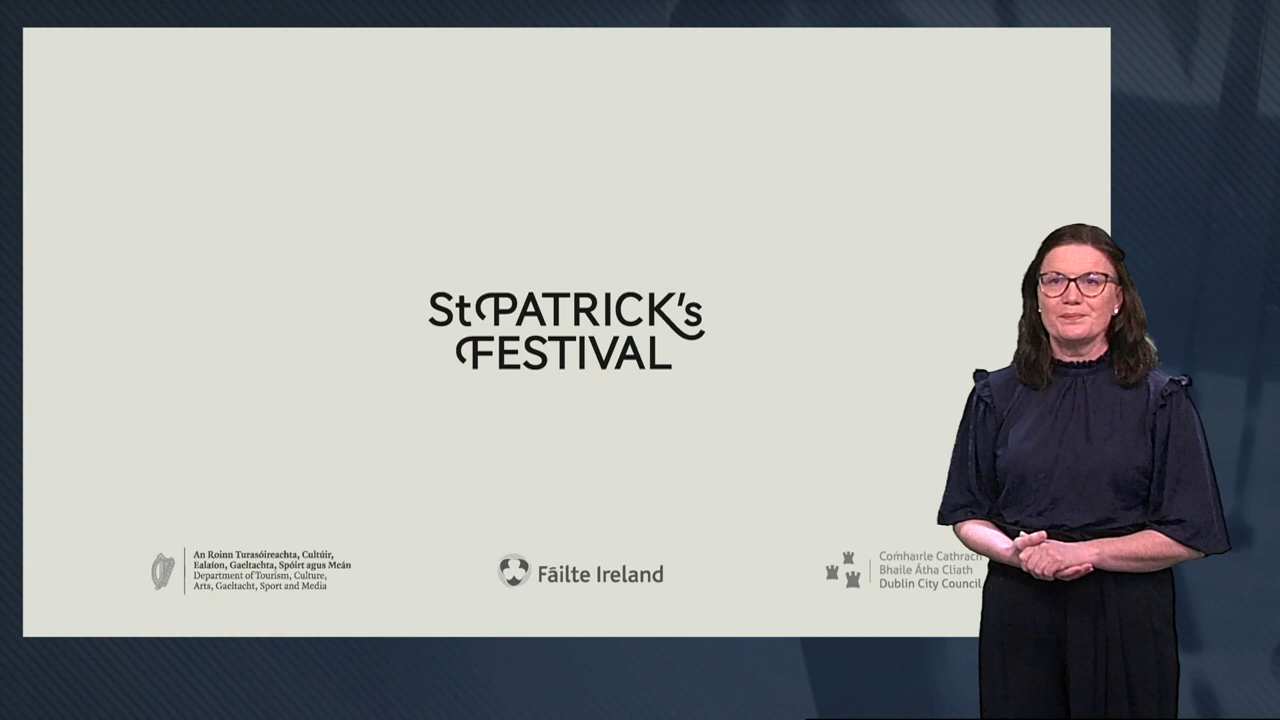 St PATRICK's
FESTIVAL
An Roinn Turasóireachta, Cultúir,
Ealaíon, Gaeltachta, Spóirt agus Meán
Department of Tourism, Culture,
Arts, Gaeltacht, Sport and Media
Fáilte Ireland
Comhairle Cathrach
Bhaile Átha Cliath
Dublin City Council